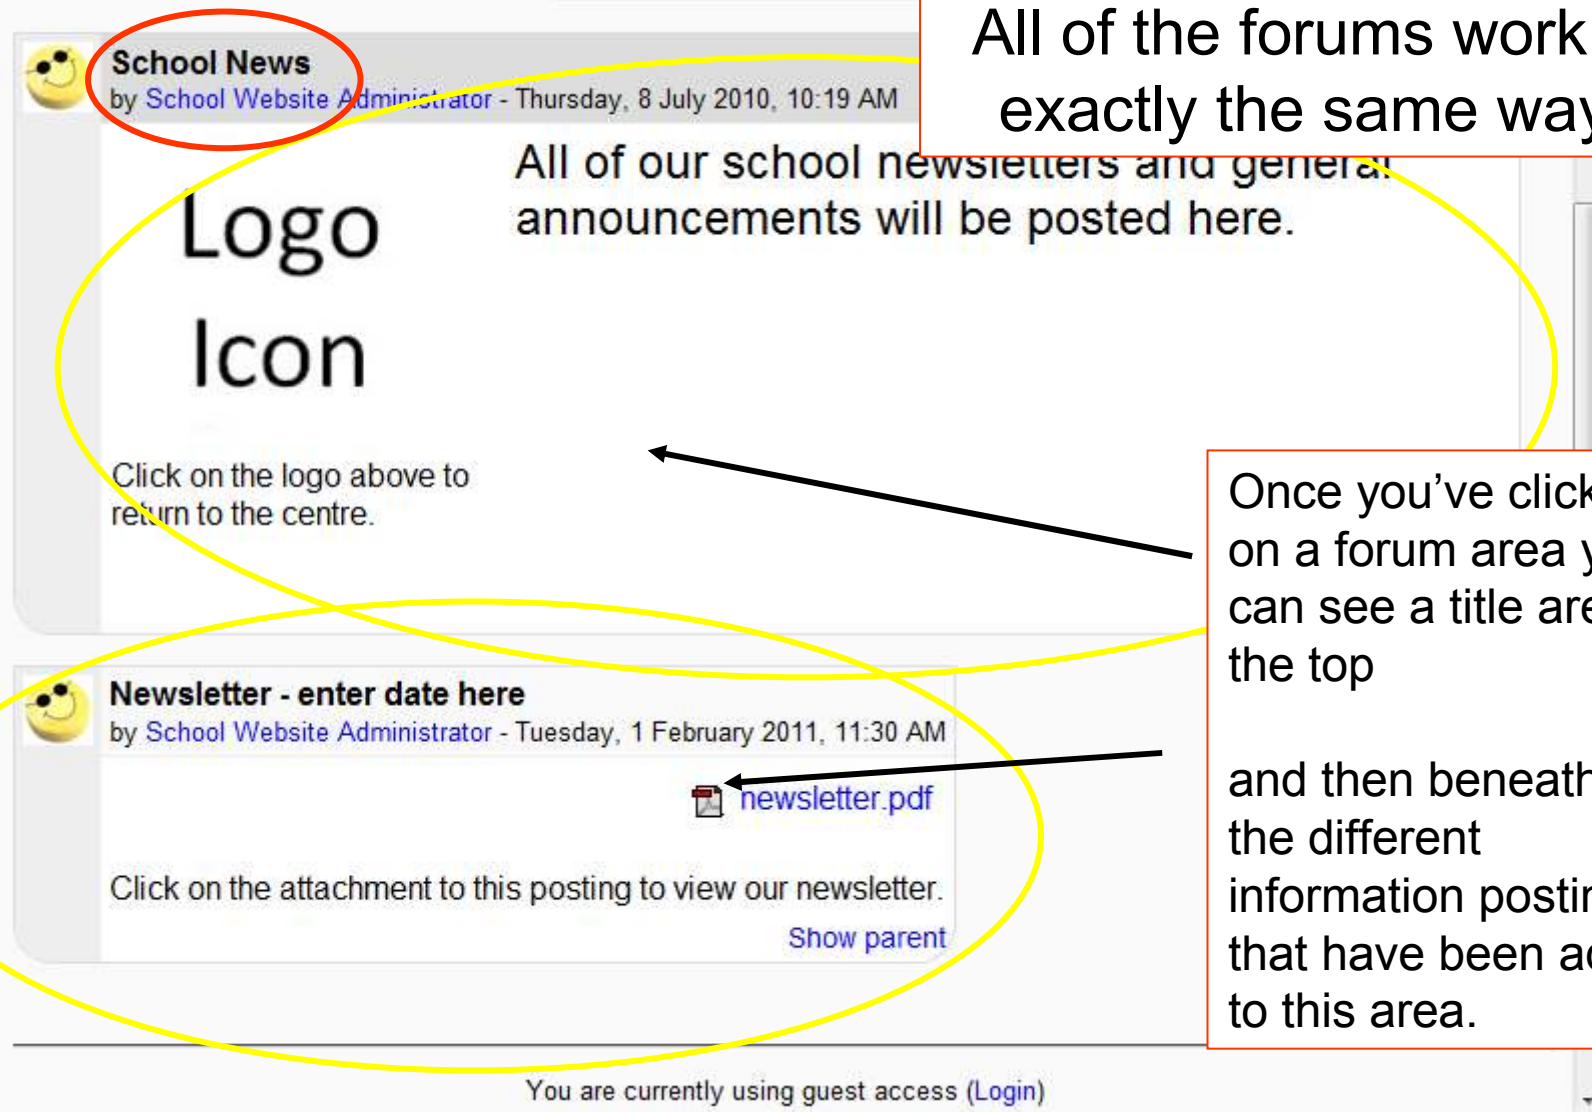 All of the forums work
exactly the same way
School News
by School Website Administrator - Thursday, 8 July 2010, 10:19 AM
All of our school newsletters and general
announcements will be posted here.
Logo
Icon
Click on the logo above to
return to the centre.
Once you've click
on a forum area
can see a title are
the top
and then beneath
the different
information postin
that have been
to this area.
Newsletter - enter date here
by School Website Administrator - Tuesday, 1 February 2011, 11:30 AM
newsletter.pdf
Click on the attachment to this posting to view our newsletter.
Show parent
You are currently using guest access (Login)